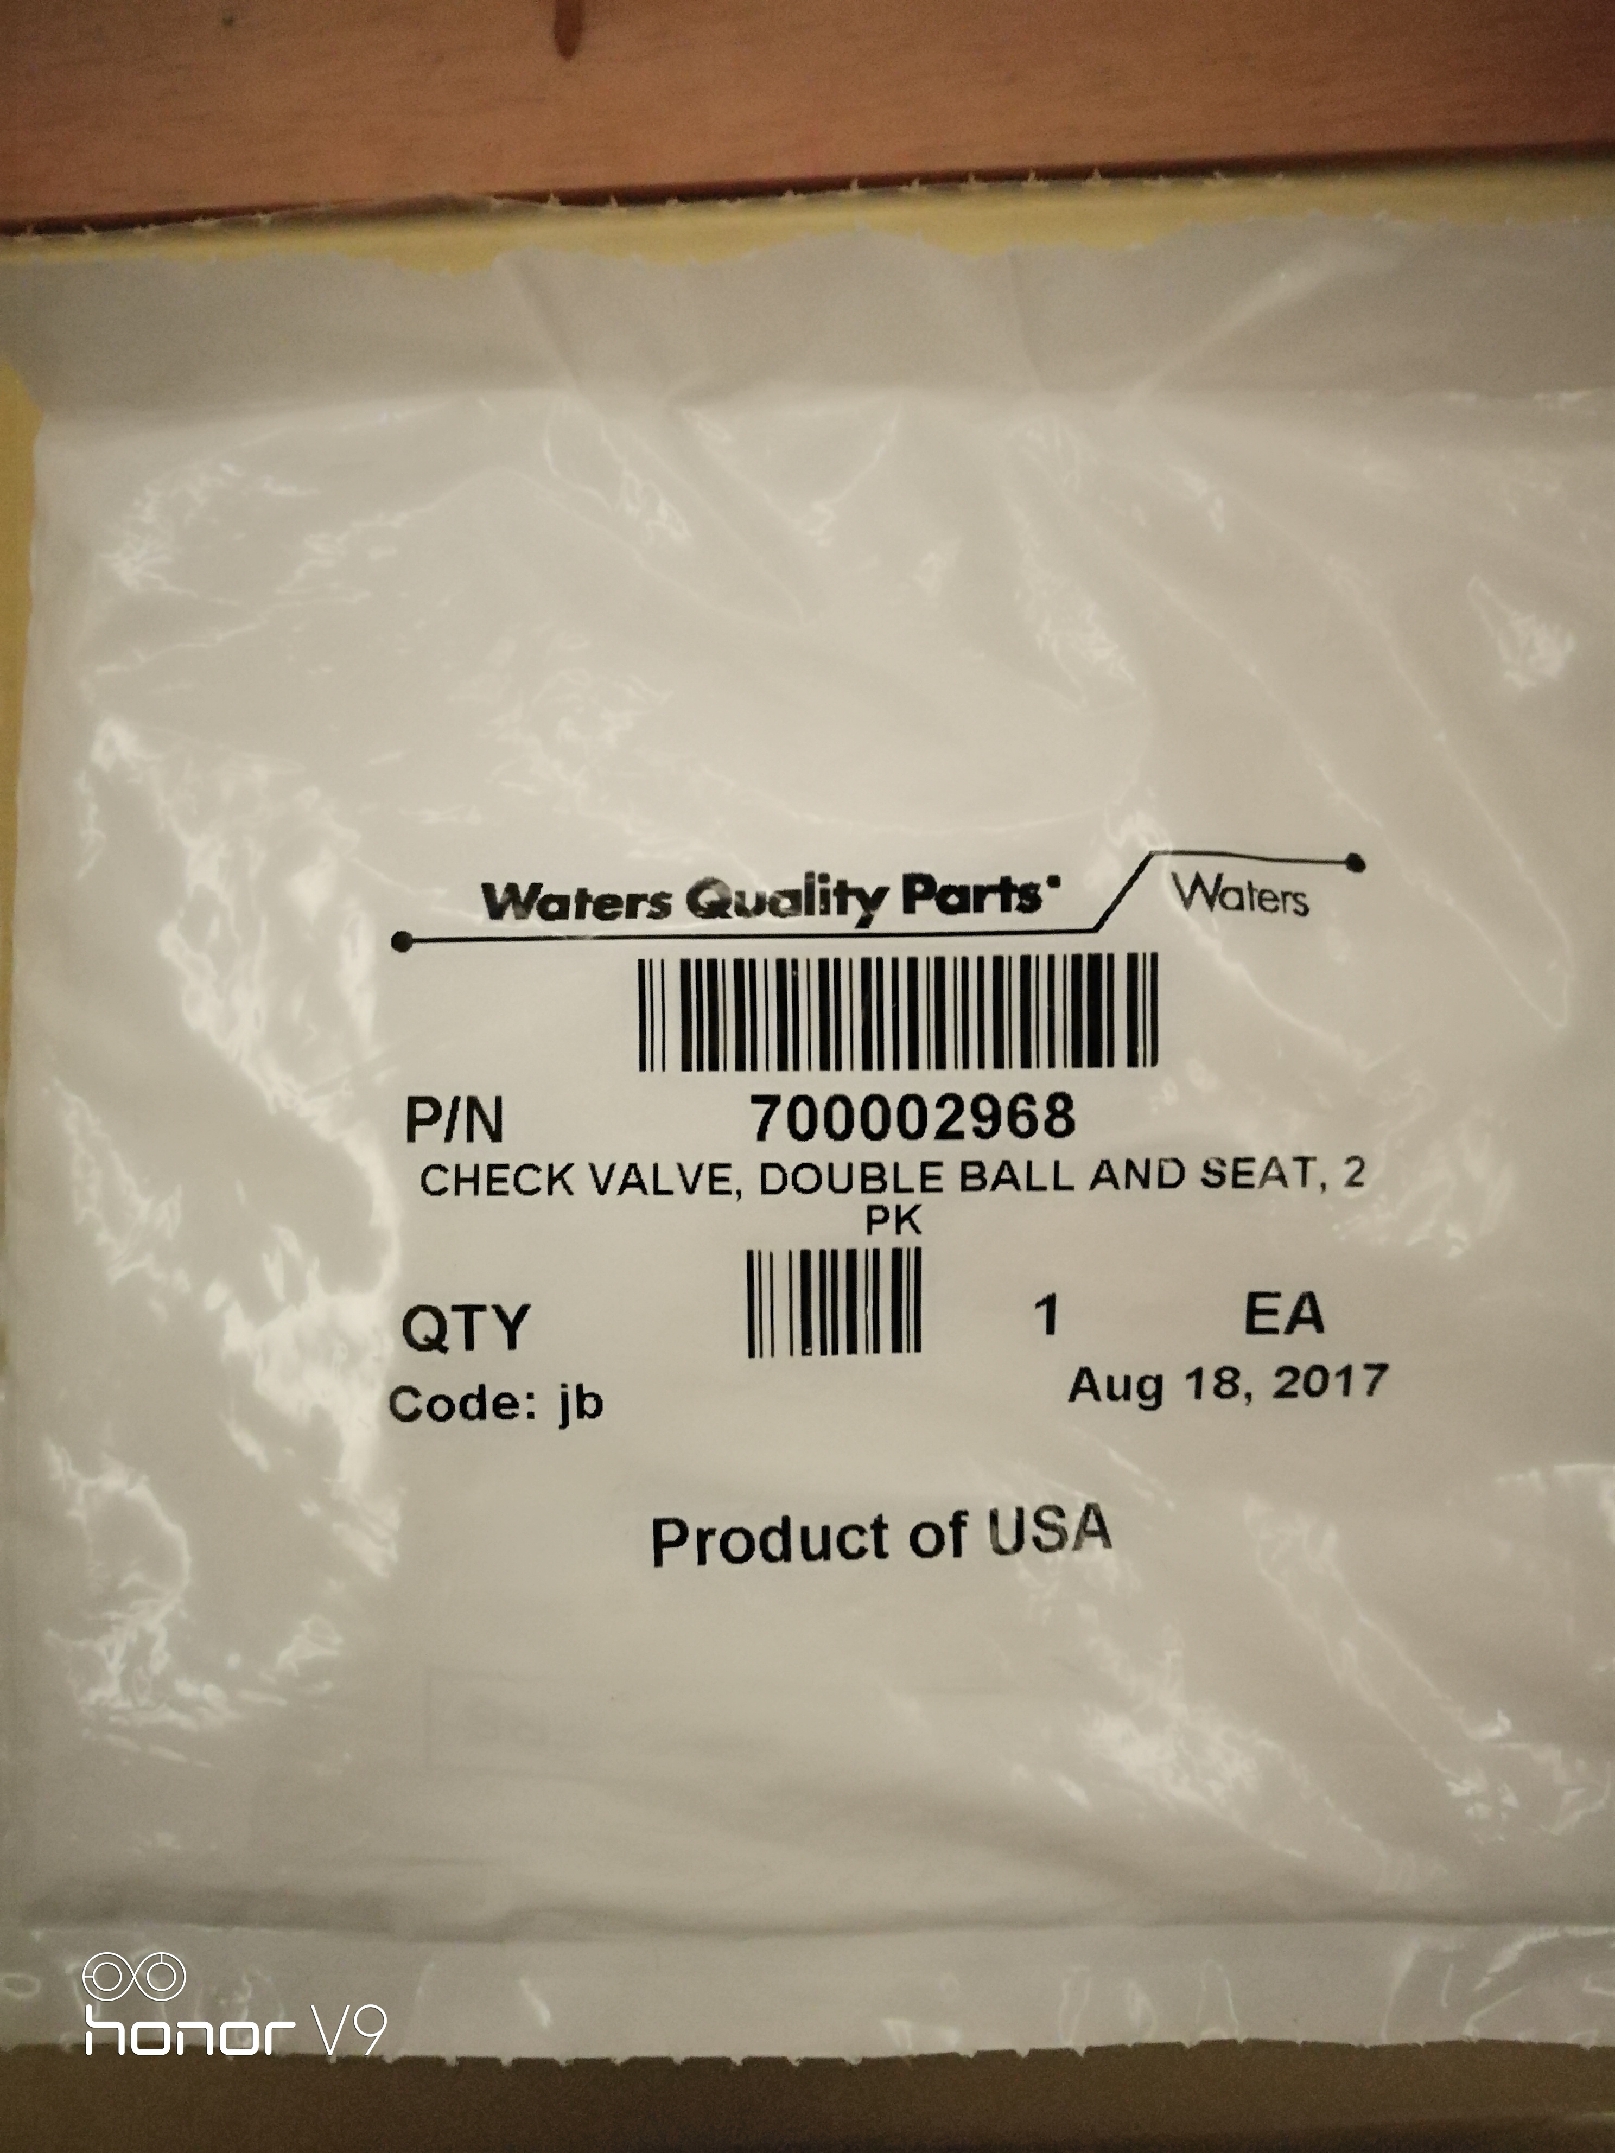 Waters Quality Parts
Waters
P/N 700002968
CHECK VALVE, DOUBLE BALL AND SEAT, 2
PK
QTY 1 EA
Code: jb Aug 18, 2017
Product of USA
honor V9